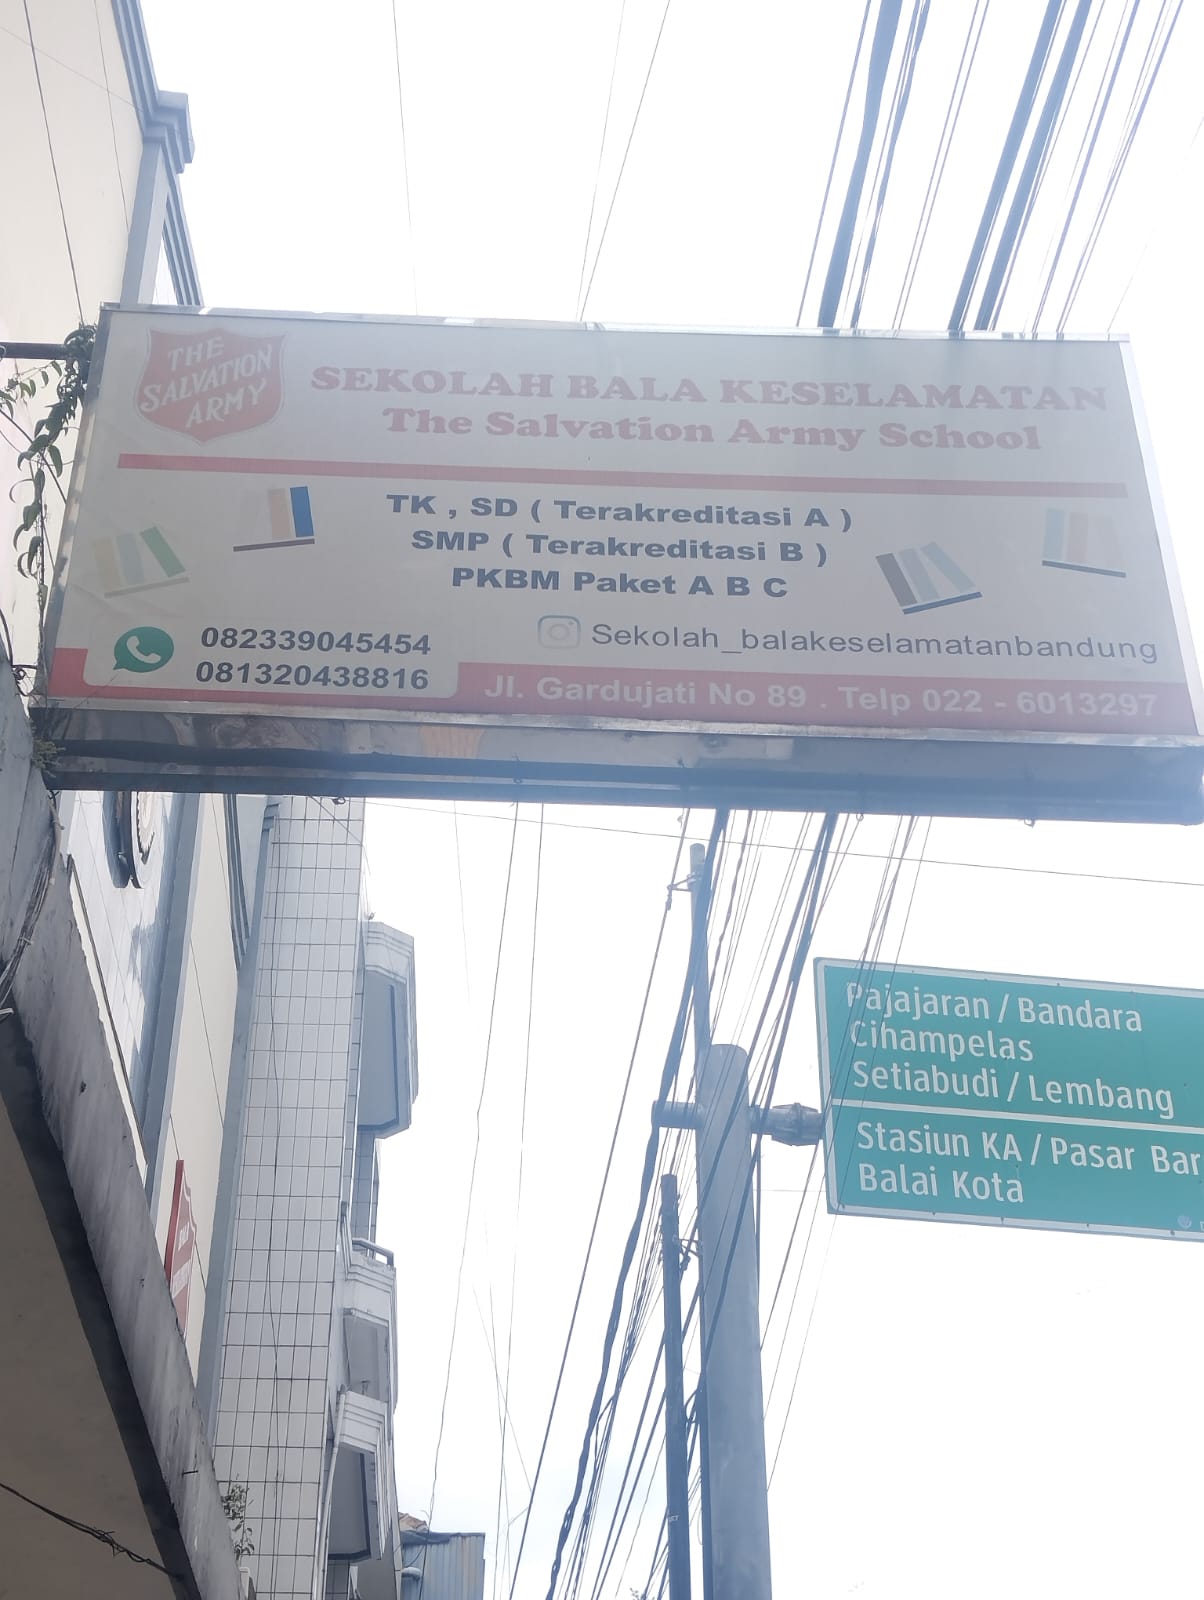 THE
SALVATION
ARMY
SEKOLAH BALA KESELAMATAN
The Salvation Army School
TK , SD ( Terakreditasi A )
SMP ( Terakreditasi B )
PKBM Paket A B C
082339045454
081320438816
Sekolah_balakeselamatanbandung
Jl. Gardujati No 89 . Telp 022 - 6013297
Pajajaran / Bandara
Cihampelas
Setiabudi / Lembang
Stasiun KA / Pasar Bar
Balai Kota